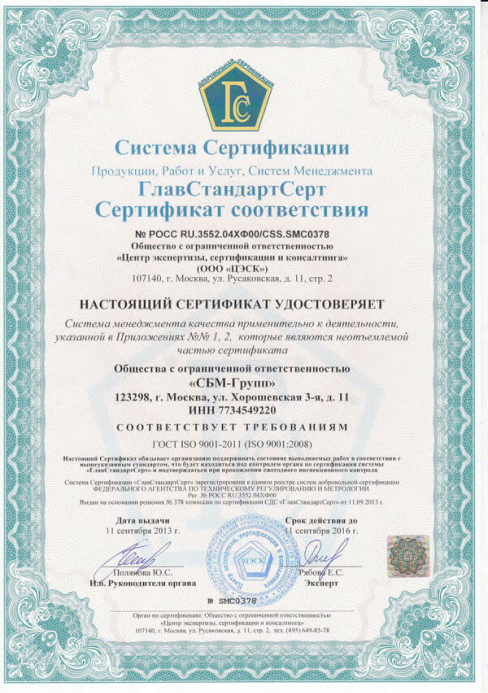 ДОБРОВОЛЬНАЯ СЕРТИФИКАЦИЯ
ГС
Система Сертификации
Продукции, Работ и Услуг, Систем Менеджмента
ГлавСтандартСерт
Сертификат соответствия
№ РОСС RU.3552.04ХФ00/CSS.SMC0378
Общество с ограниченной ответственностью
«Центр экспертизы, сертификации и консалтинга»
(ООО «ЦЭСК»)
107140, г. Москва, ул. Русаковская, д. 11, стр. 2
НАСТОЯЩИЙ СЕРТИФИКАТ УДОСТОВЕРЯЕТ
Система менеджмента качества применительно к деятельности,
указанной в Приложениях №№ 1, 2, которые являются неотъемлемой
частью сертификата
Общества с ограниченной ответственностью
«СБМ-Групп»
123298, г. Москва, ул. Хорошевская 3-я, д. 11
ИНН 7734549220
СООТВЕТСТВУЕТ ТРЕБОВАНИЯМ
ГОСТ ISO 9001-2011 (ISO 9001:2008)
Настоящий Сертификат обязывает организацию поддерживать состояние выполняемых работ в соответствии с
вышеуказанным стандартом, что будет находиться под контролем органа по сертификации системы
«ГлавСтандартСерт» и подтверждаться при прохождении ежегодного инспекционного контроля
Система Сертификации «ГлавСтандартСерт» зарегистрирована в едином реестре систем добровольной сертификации
ФЕДЕРАЛЬНОГО АГЕНТСТВА ПО ТЕХНИЧЕСКОМУ РЕГУЛИРОВАНИЮ И МЕТРОЛОГИИ.
Рег. № РОСС RU.3552.04ХФ00
Выдан на основании решения № 378 комиссии по сертификации СДС «ГлавСтандартСерт» от 11.09.2013 г.
Дата выдачи
11 сентября 2013 г.
Срок действия до
11 сентября 2016 г.
Полякова Ю.С.
И.о. Руководителя органа
ЦЭСК
Рябова Е.С.
Эксперт
№ SMC0378
Орган по сертификации: Общество с ограниченной ответственностью
«Центр экспертизы, сертификации и консалтинга»
107140, г. Москва, ул. Русаковская, д. 11, стр. 2, тел. (495) 649-85-78